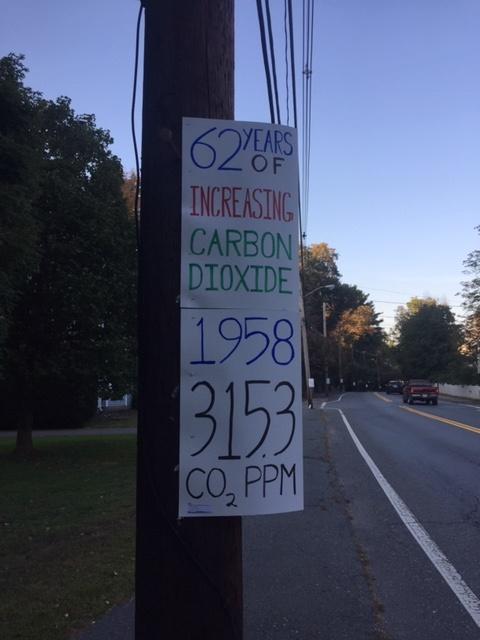 62 YEARS
OF
INCREASING
CARBON
DIOXIDE
1958
315.3
CO₂ PPM